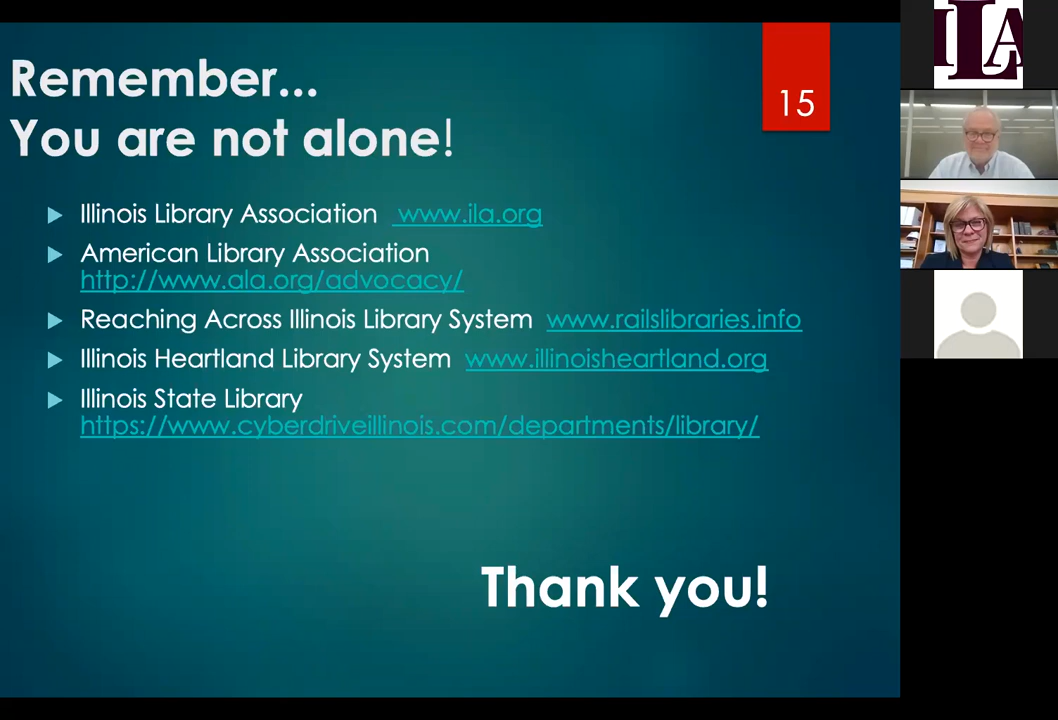 Remember...
You are not alone!
15
Illinois Library Association www.ila.org
American Library Association
http://www.ala.org/advocacy/
Reaching Across Illinois Library System www.railslibraries.info
Illinois Heartland Library System www.illinoisheartland.org
Illinois State Library
https://www.cyberdriveillinois.com/departments/library/
Thank you!
ILA